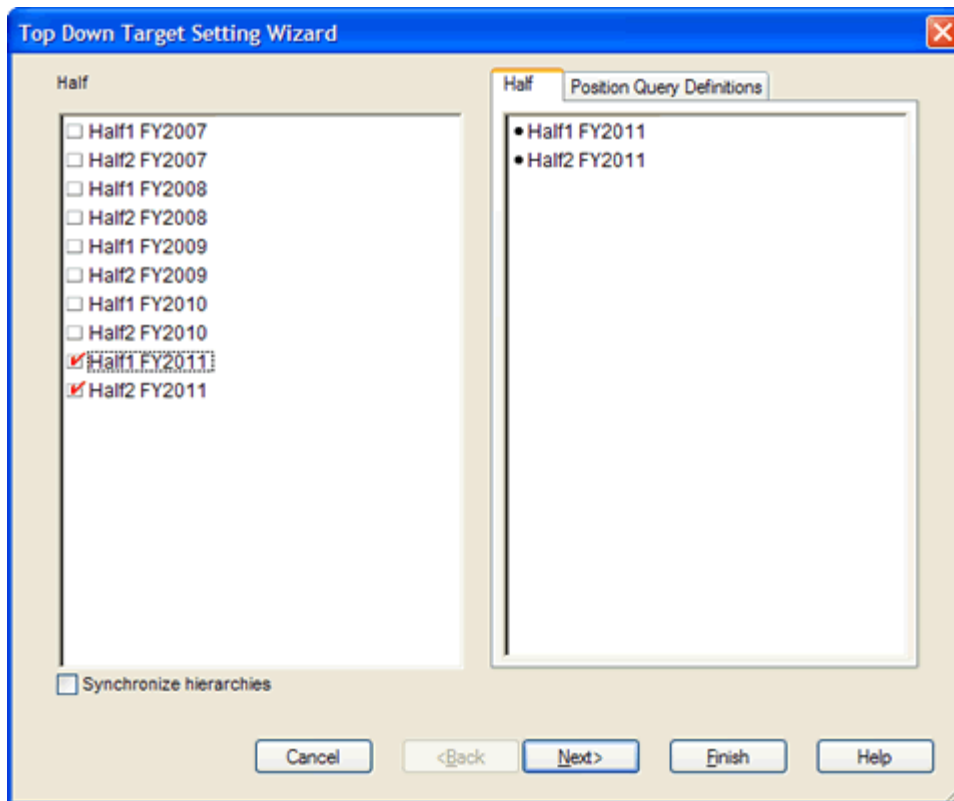 Top Down Target Setting Wizard
Half
Half1 FY2007
Half2 FY2007
Half1 FY2008
Half2 FY2008
Half1 FY2009
Half2 FY2009
Half1 FY2010
Half2 FY2010
Half1 FY2011
Half2 FY2011
Synchronize hierarchies
Half Position Query Definitions
Half1 FY2011
Half2 FY2011
Cancel <Back Next> Finish Help